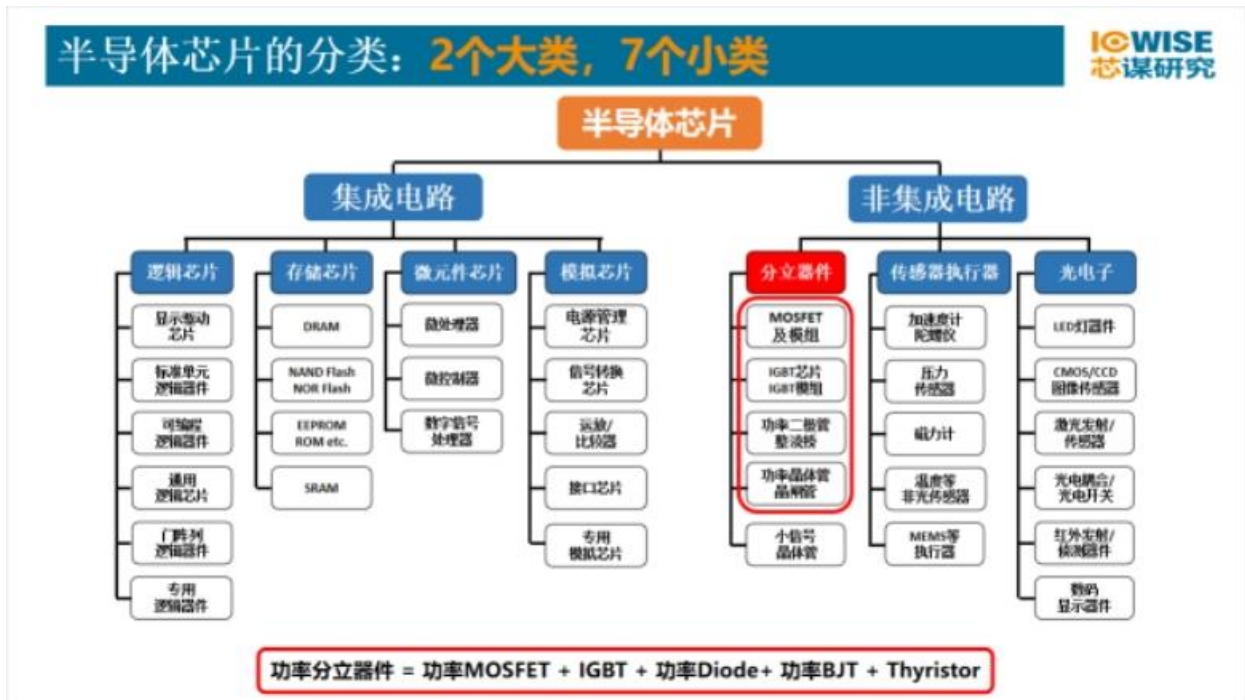 半导体芯片的分类：2个大类，7个小类
ICWISE
芯谋研究
半导体芯片
集成电路
非集成电路
逻辑芯片
存储芯片
微元件芯片
模拟芯片
分立器件
传感器执行器
光电子
显示驱动
芯片
标准单元
逻辑器件
可编程
逻辑器件
通用
逻辑芯片
门阵列
逻辑器件
专用
逻辑器件
DRAM
NAND Flash
NOR Flash
EEPROM
ROM etc.
SRAM
微处理器
微控制器
数字信号
处理器
电源管理
芯片
信号转换
芯片
运放/
比较器
接口芯片
专用
模拟芯片
MOSFET
及模组
IGBT芯片
IGBT模组
功率二极管
整流桥
功率晶体管
晶闸管
小信号
晶体管
加速度计
陀螺仪
压力
传感器
磁力计
温度等
非光传感器
MEMS等
执行器
LED灯器件
CMOS/CCD
图像传感器
激光发射/
传感器
光电耦合/
光电开关
红外发射/
侦测器件
数码
显示器件
功率分立器件 = 功率MOSFET + IGBT + 功率Diode+ 功率BJT + Thyristor